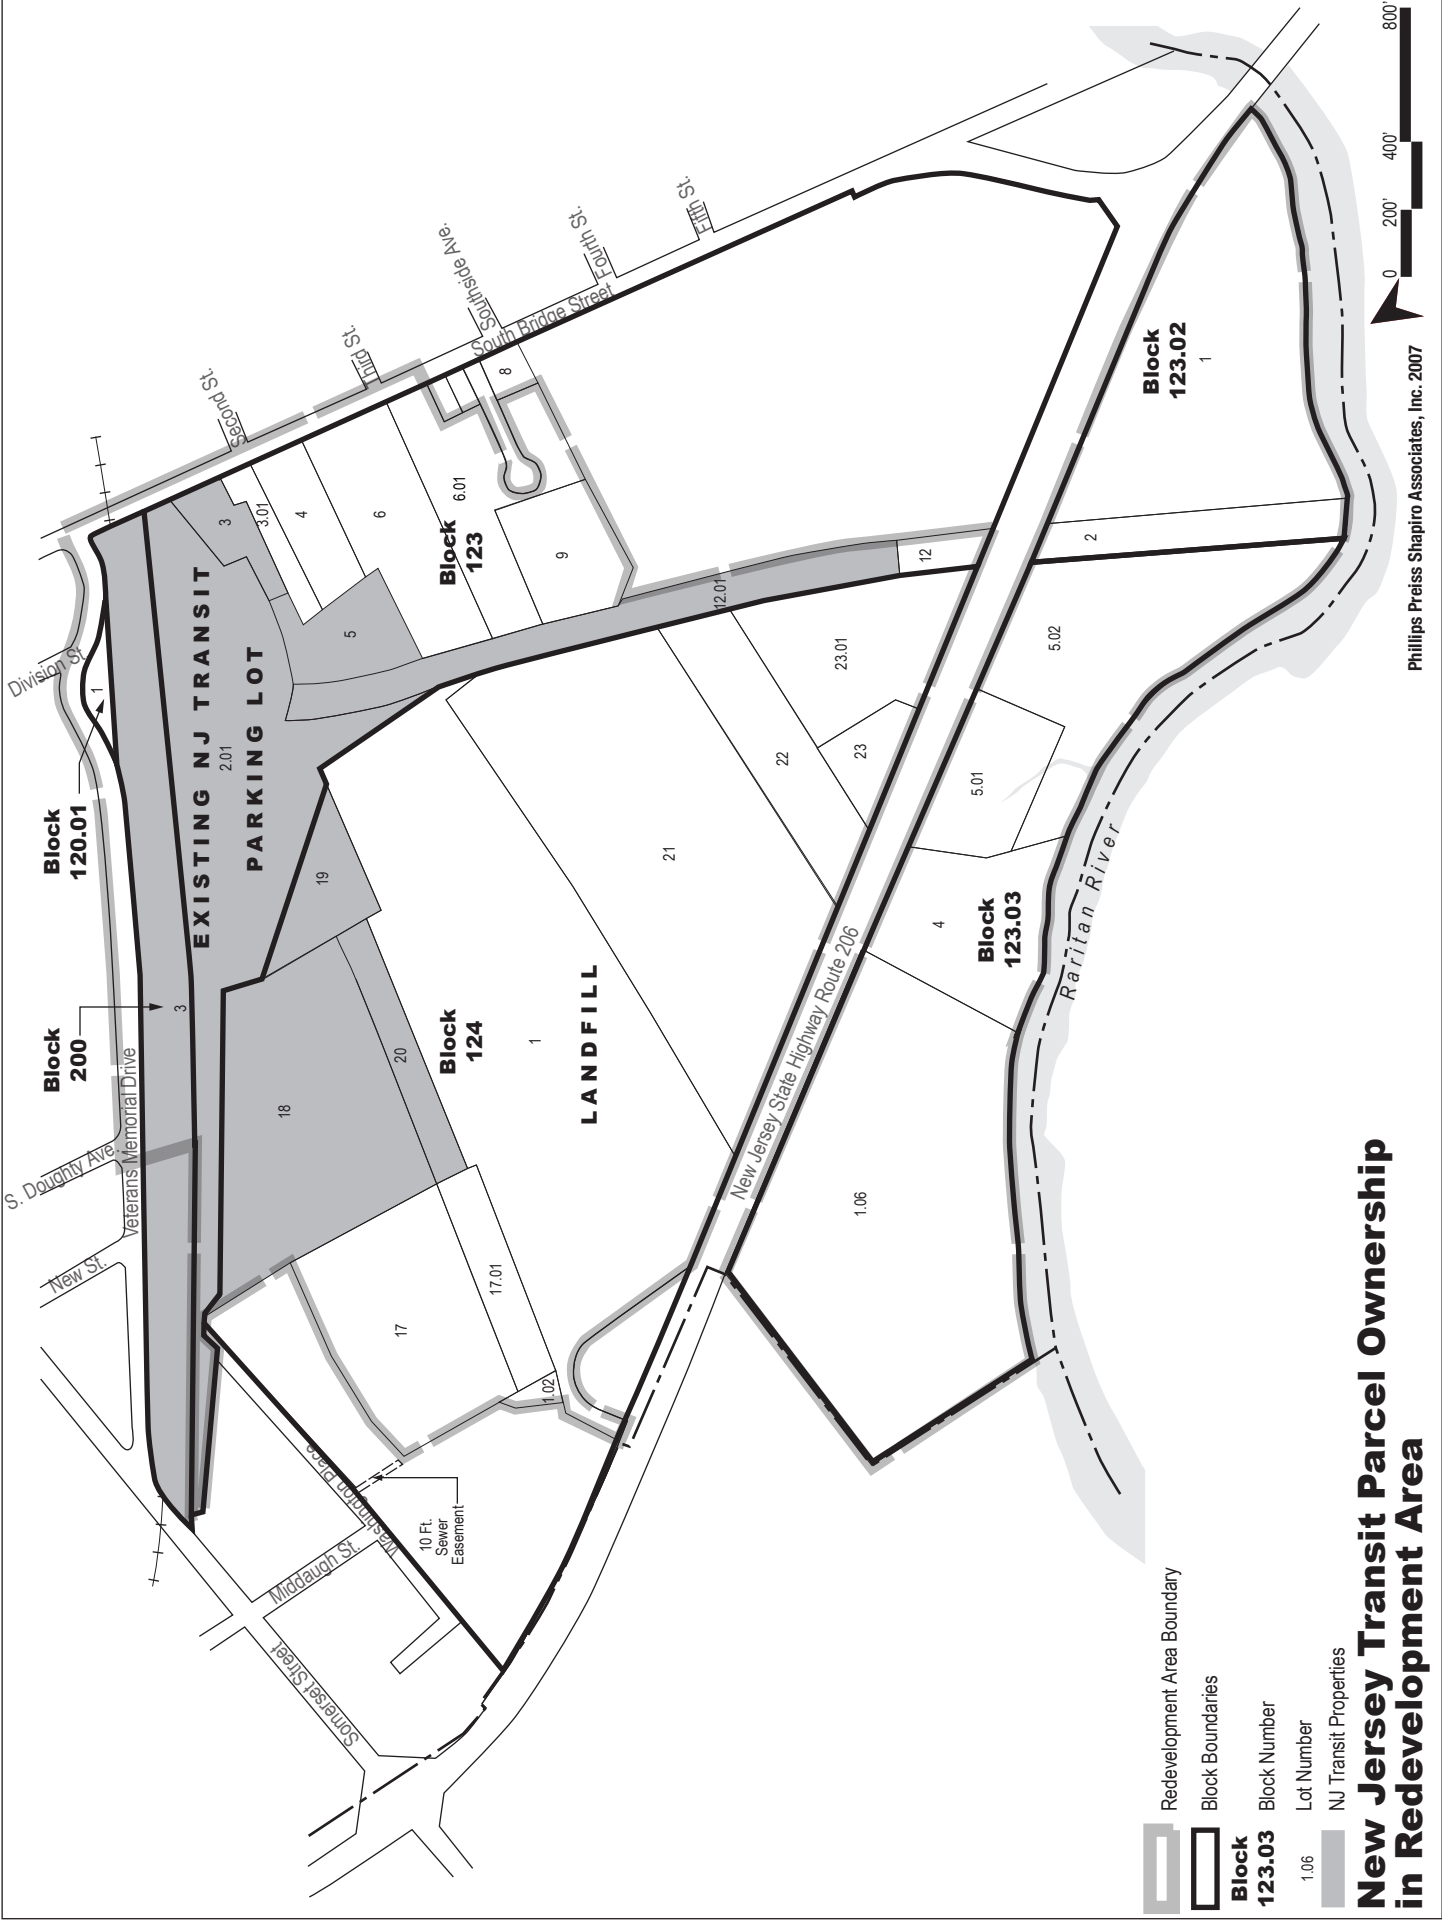 New Jersey Transit Parcel Ownership
in Redevelopment Area
Redevelopment Area Boundary
Block Boundaries
Block
123.03
Block Number
1.06
Lot Number
NJ Transit Properties
Phillips Preiss Shapiro Associates, Inc. 2007
0
200'
400'
800'
S. Doughty Ave.
New St.
Veterans Memorial Drive
Division St.
Second St.
Third St.
Southside Ave.
South Bridge Street
Fourth St.
Fifth St.
Somerset Street
Middaugh St.
Washington Place
10 Ft.
Sewer
Easement
New Jersey State Highway Route 206
Raritan River
Block
200
3
Block
120.01
1
EXISTING NJ TRANSIT
2.01
PARKING LOT
Block
123
3
3.01
4
5
6
6.01
8
9
12
12.01
Block
124
LANDFILL
1
1.02
17
17.01
18
19
20
21
22
23
23.01
Block
123.02
1
2
Block
123.03
1.06
4
5.01
5.02